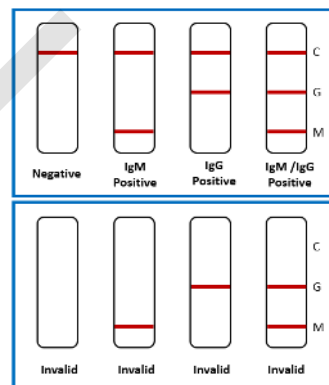 C
G
M
Negative
IgM
Positive
IgG
Positive
IgM /IgG
Positive
C
G
M
Invalid
Invalid
Invalid
Invalid